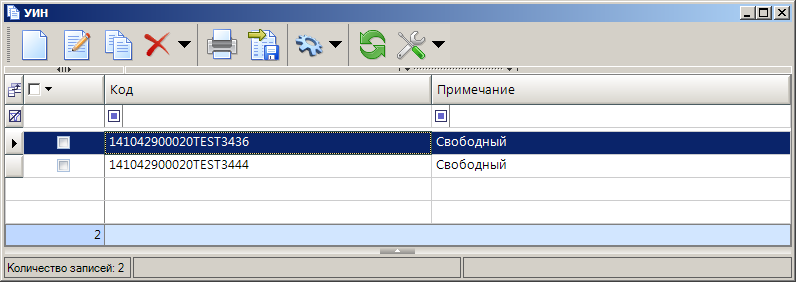 УИН
Код Примечание
141042900020TEST3436 Свободный
141042900020TEST3444 Свободный
2
Количество записей: 2